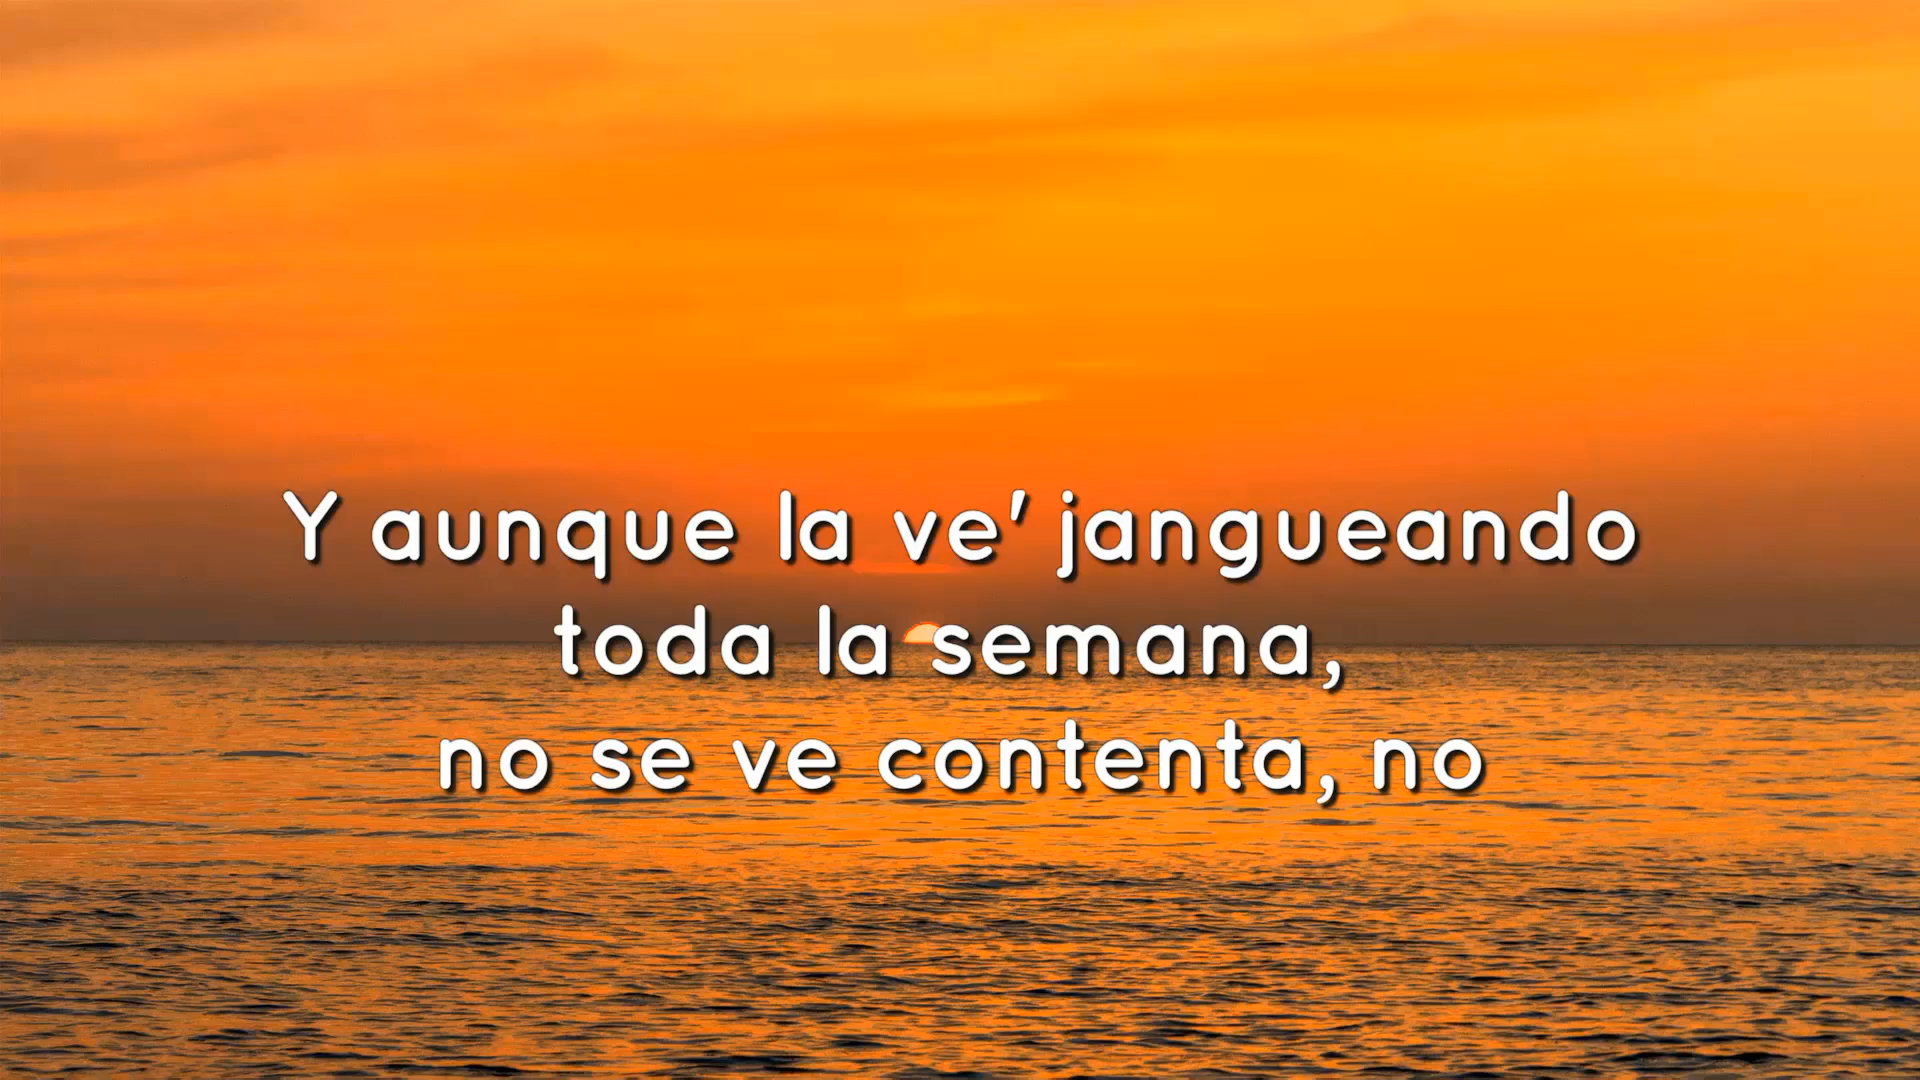 Y aunque la ve' jangueando
toda la semana,
no se ve contenta, no